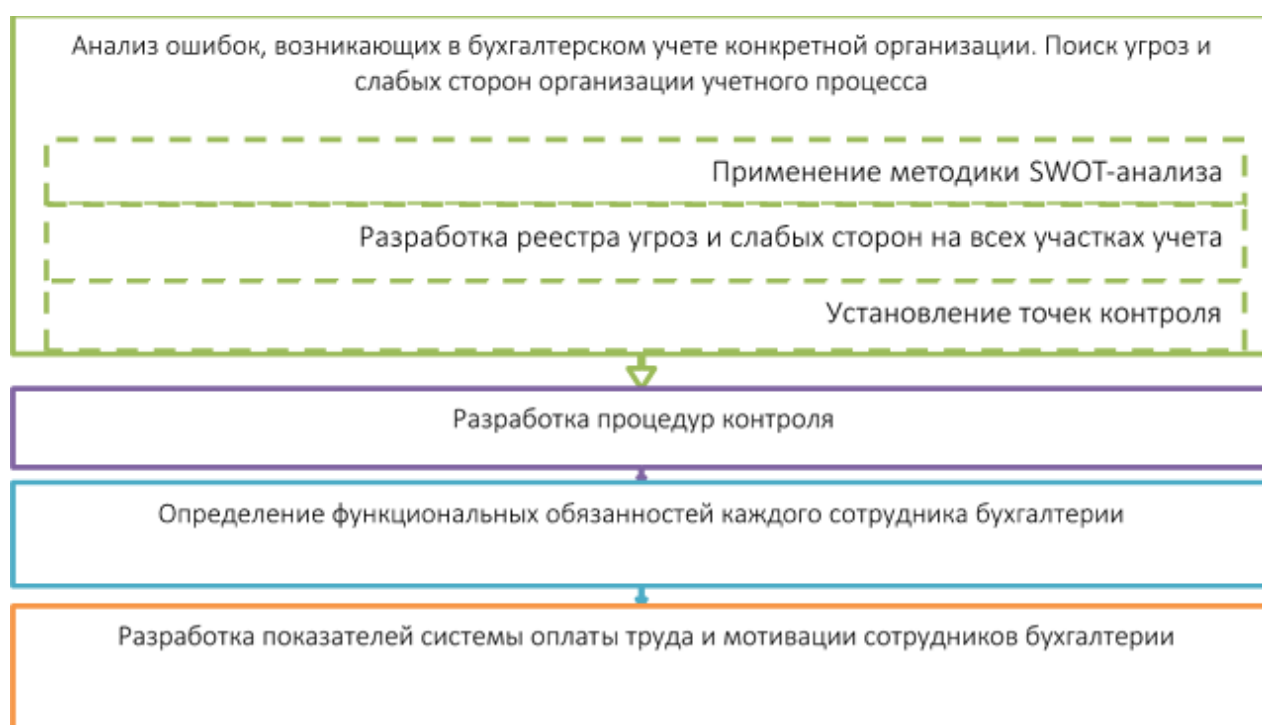 Анализ ошибок, возникающих в бухгалтерском учете конкретной организации. Поиск угроз и
слабых сторон организации учетного процесса
Применение методики SWOT-анализа
Разработка реестра угроз и слабых сторон на всех участках учета
Установление точек контроля
Разработка процедур контроля
Определение функциональных обязанностей каждого сотрудника бухгалтерии
Разработка показателей системы оплаты труда и мотивации сотрудников бухгалтерии